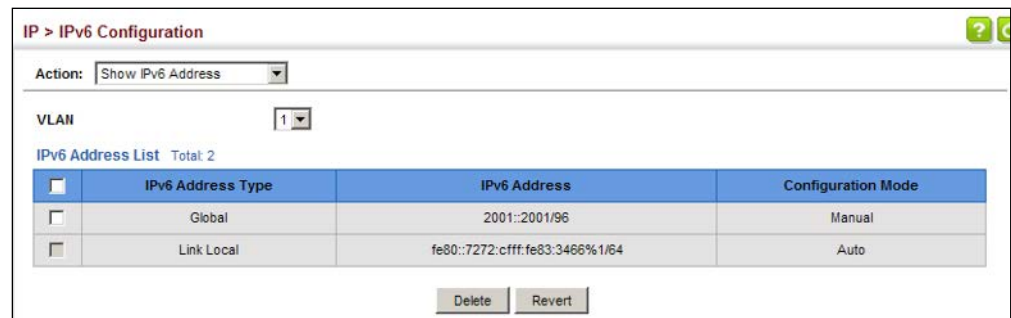 IP > IPv6 Configuration
?
Action: Show IPv6 Address
VLAN 1
IPv6 Address List Total: 2
IPv6 Address Type IPv6 Address Configuration Mode
Global 2001::2001/96 Manual
Link Local fe80::7272:cfff:fe83:3466%1/64 Auto
Delete Revert